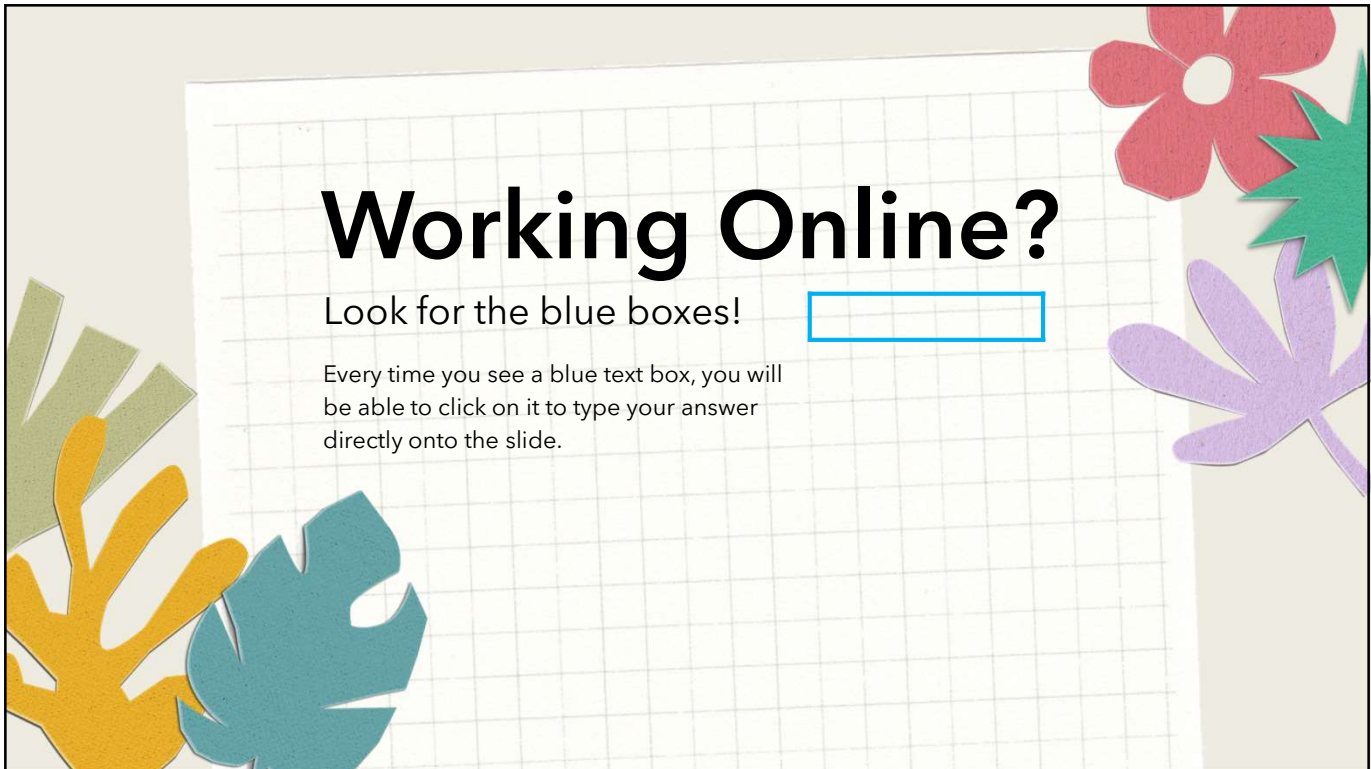 Working Online?
Look for the blue boxes!
Every time you see a blue text box, you will
be able to click on it to type your answer
directly onto the slide.